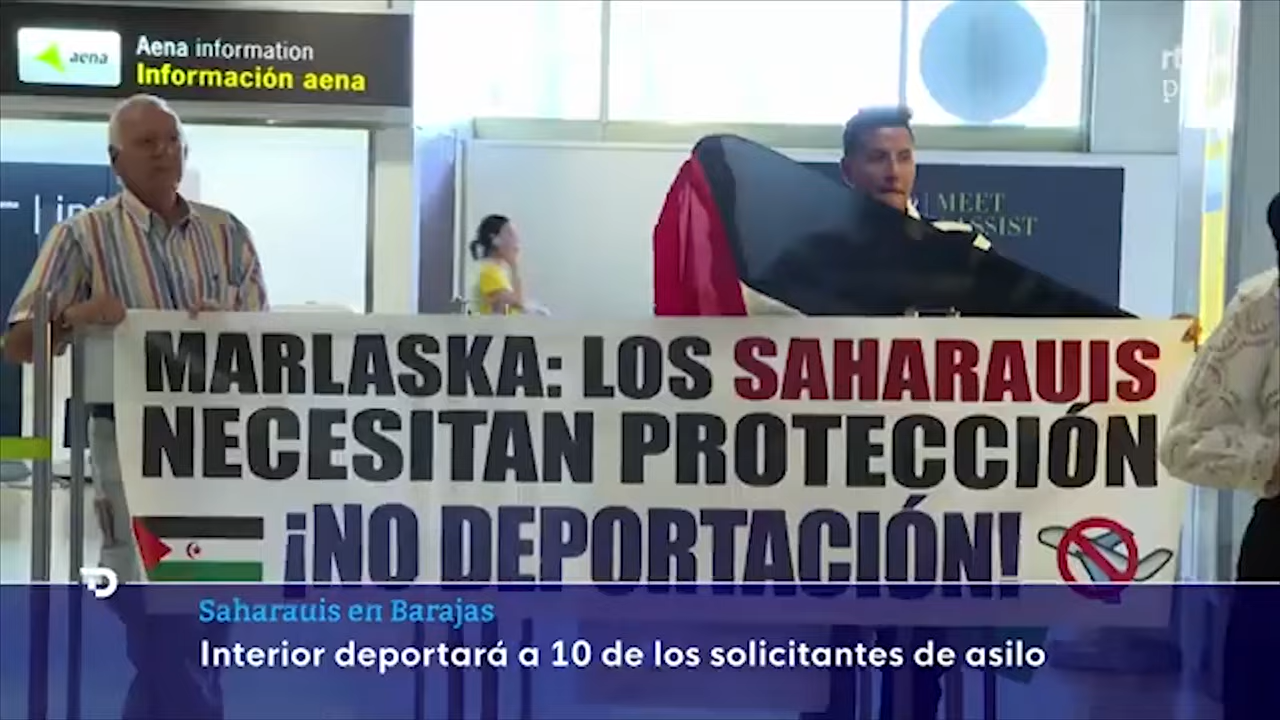 aena
Aena information
Información aena
MEET
MARLASKA: LOS SAHARAUIS
NECESITAN PROTECCIÓN
¡NO DEPORTACIÓN!
Saharauis en Barajas
Interior deportará a 10 de los solicitantes de asilo